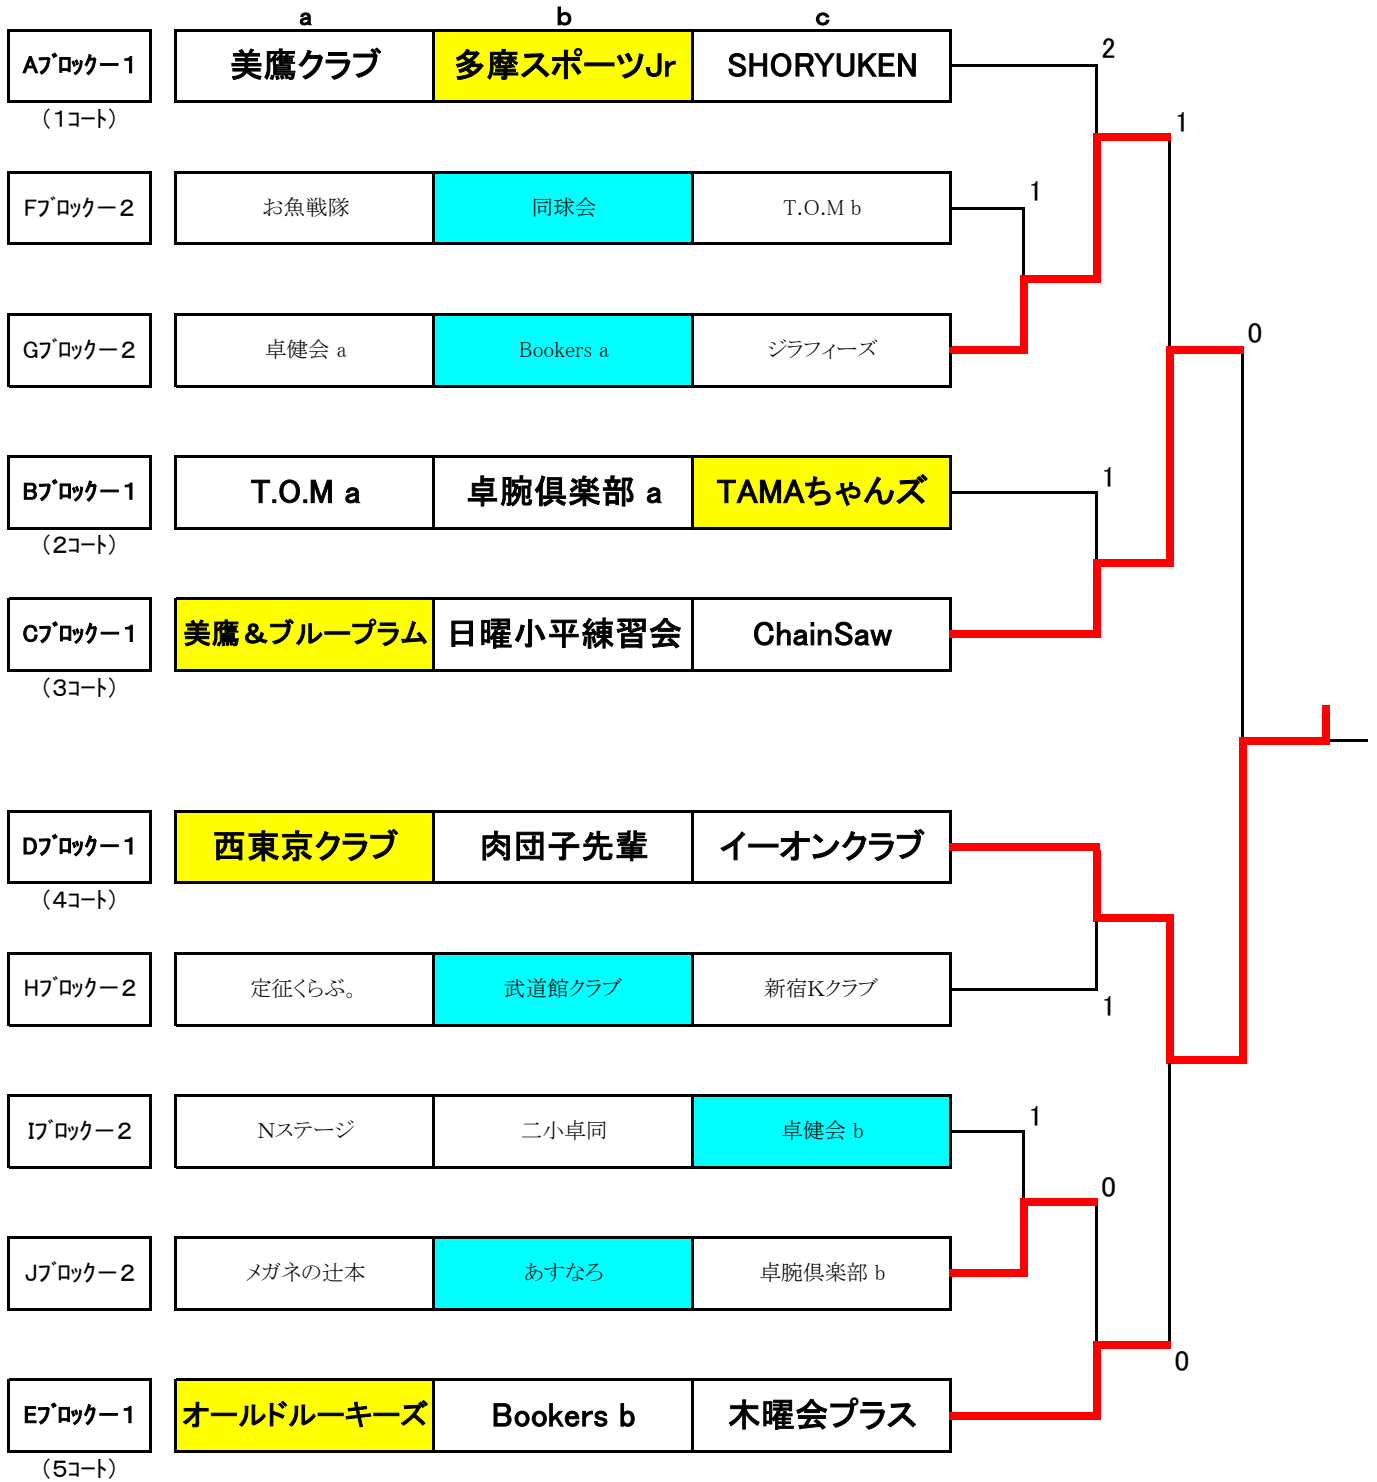 a b c
Aブロックー1 美鷹クラブ 多摩スポーツJr SHORYUKEN 2
（1コート） 1
Fブロックー2 お魚戦隊 同球会 T.O.M b 1
Gブロックー2 卓健会 a Bookers a ジラフィーズ 0
Bブロックー1 T.O.M a 卓腕倶楽部 a TAMAちゃんズ 1
（2コート）
Cブロックー1 美鷹＆ブループラム 日曜小平練習会 ChainSaw
（3コート）
Dブロックー1 西東京クラブ 肉団子先輩 イーオンクラブ
（4コート）
Hブロックー2 定征くらぶ。 武道館クラブ 新宿Kクラブ 1
Iブロックー2 Nステージ 二小卓同 卓健会 b 1
0
Jブロックー2 メガネの辻本 あすなろ 卓腕倶楽部 b
0
Eブロックー1 オールドルーキーズ Bookers b 木曜会プラス
（5コート）